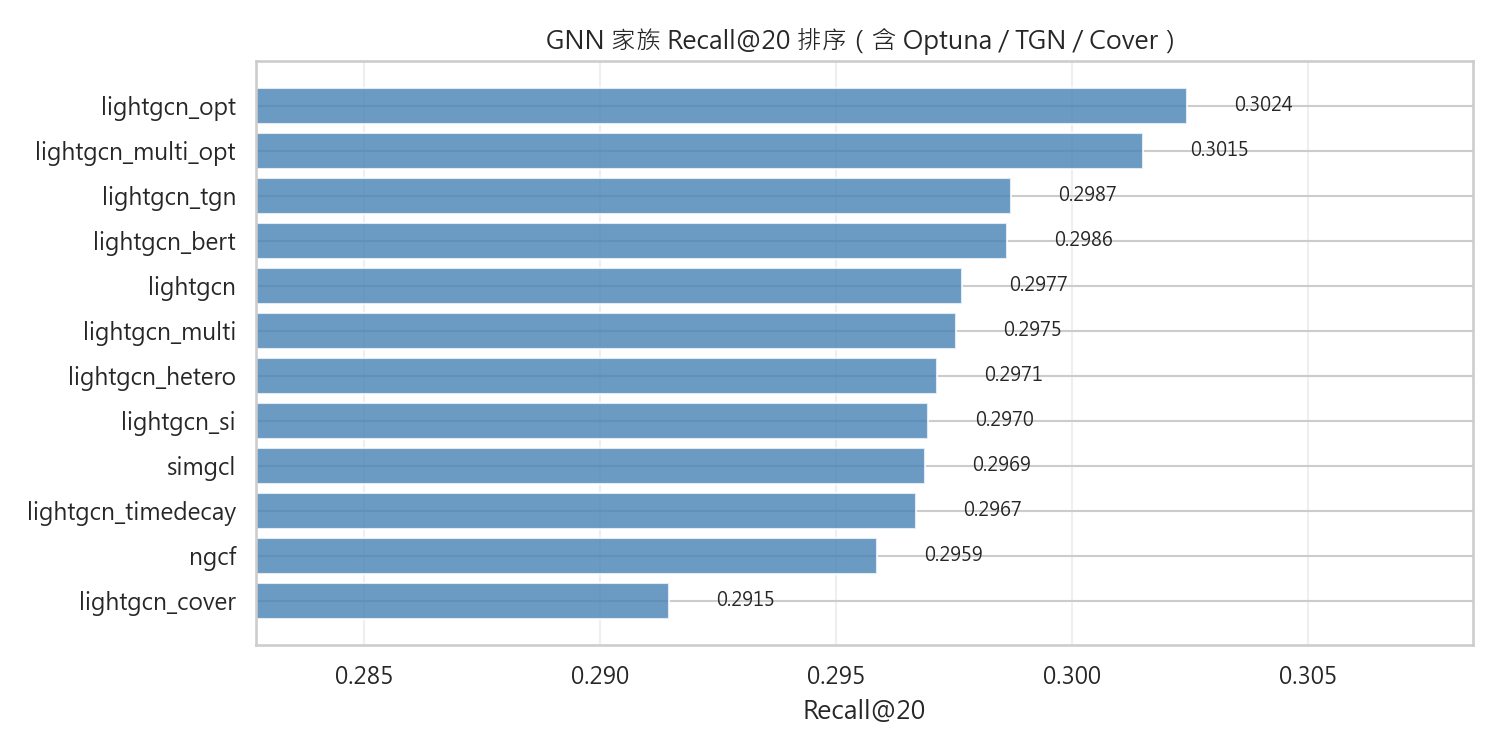 GNN 家族 Recall@20 排序（含 Optuna / TGN / Cover）
lightgcn_opt 0.3024
lightgcn_multi_opt 0.3015
lightgcn_tgn 0.2987
lightgcn_bert 0.2986
lightgcn 0.2977
lightgcn_multi 0.2975
lightgcn_hetero 0.2971
lightgcn_si 0.2970
simgcl 0.2969
lightgcn_timedecay 0.2967
ngcf 0.2959
lightgcn_cover 0.2915
0.285 0.290 0.295 0.300 0.305
Recall@20